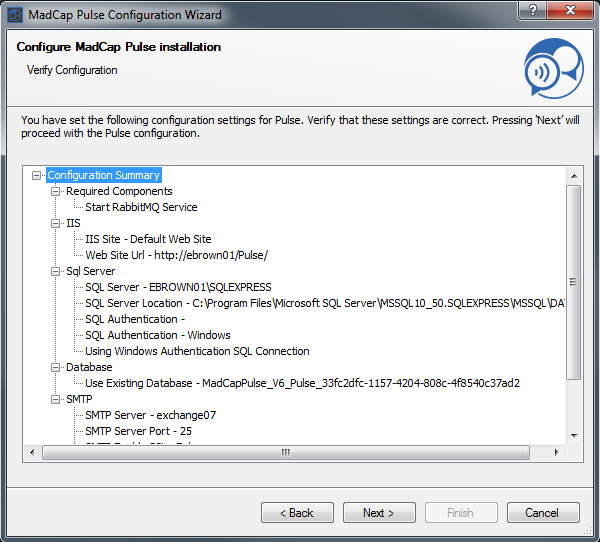 MadCap Pulse Configuration Wizard
Configure MadCap Pulse installation
Verify Configuration
You have set the following configuration settings for Pulse. Verify that these settings are correct. Pressing 'Next' will
proceed with the Pulse configuration.
Configuration Summary
Required Components
Start RabbitMQ Service
IIS
IIS Site - Default Web Site
Web Site Url - http://ebrown01/Pulse/
Sql Server
SQL Server - EBROWN01\SQLEXPRESS
SQL Server Location - C:\Program Files\Microsoft SQL Server\MSSQL10_50.SQLEXPRESS\MSSQL\DA
SQL Authentication -
SQL Authentication - Windows
Using Windows Authentication SQL Connection
Database
Use Existing Database - MadCapPulse_V6_Pulse_33fc2dfc-1157-4204-808c-4f8540c37ad2
SMTP
SMTP Server - exchange07
SMTP Server Port - 25
< Back Next > Finish Cancel